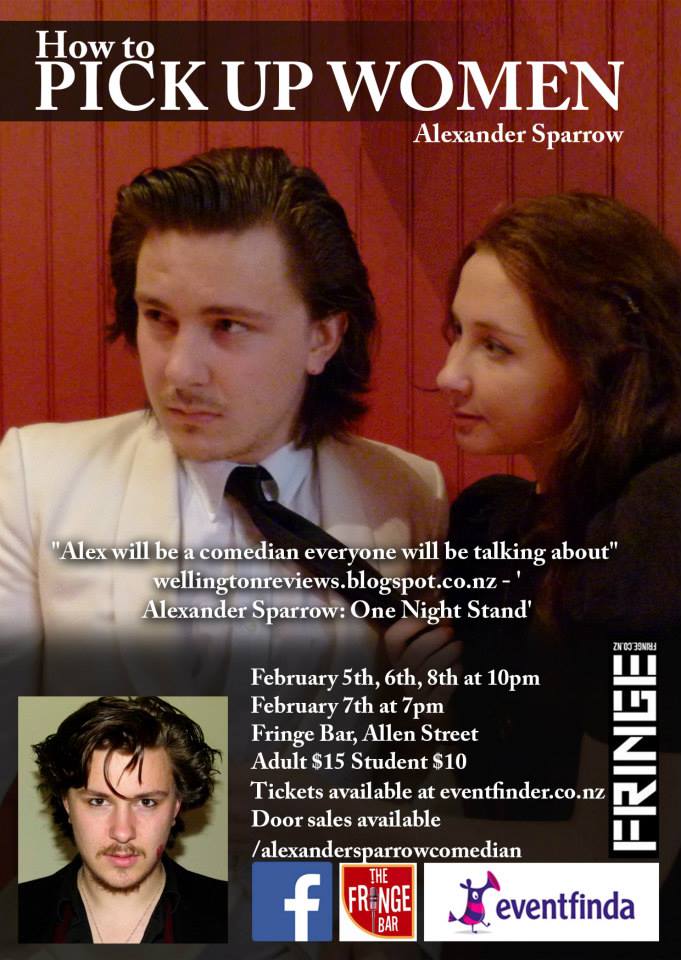 How to
PICK UP WOMEN
Alexander Sparrow
"Alex will be a comedian everyone will be talking about"
wellingtonreviews.blogspot.co.nz - '
Alexander Sparrow: One Night Stand'
February 5th, 6th, 8th at 10pm
February 7th at 7pm
Fringe Bar, Allen Street
Adult $15 Student $10
Tickets available at eventfinder.co.nz
Door sales available
/alexandersparrowcomedian
FRINGE
FRINGE.CO.NZ
f
THE
FRINGE
BAR
eventfinda